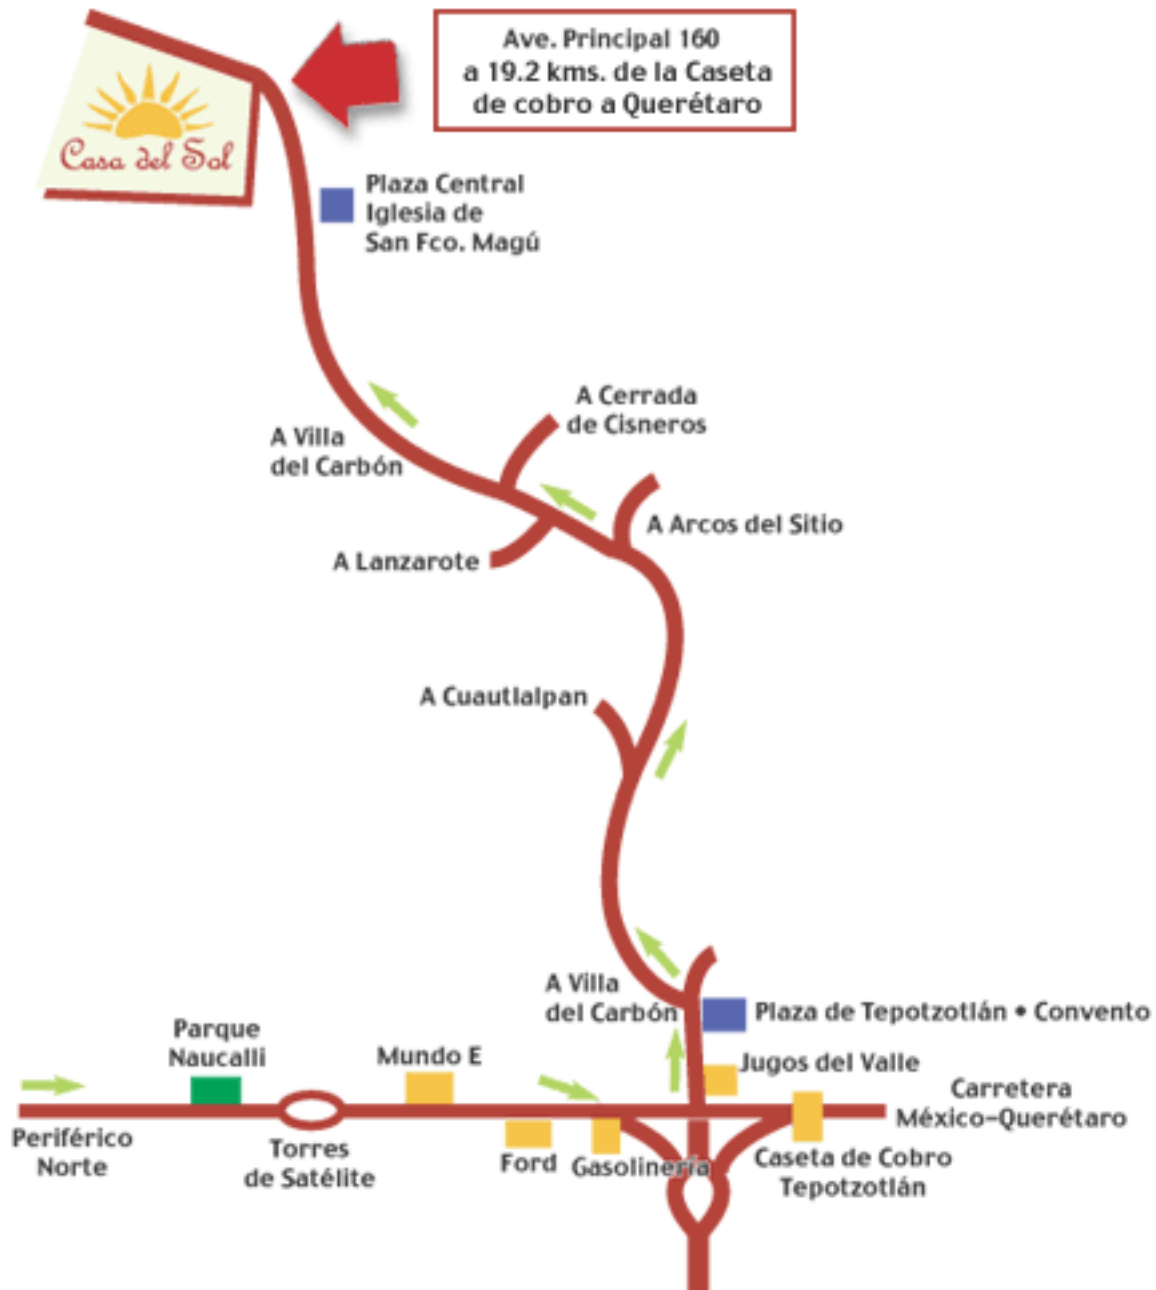 Ave. Principal 160
a 19.2 kms. de la Caseta
de cobro a Querétaro
Casa del Sol
Plaza Central
Iglesia de
San Fco. Magú
A Cerrada
de Cisneros
A Villa
del Carbón
A Arcos del Sitio
A Lanzarote
A Cuautlalpan
A Villa
del Carbón
Plaza de Tepotzotlán • Convento
Parque
Naucalli
Mundo E
Jugos del Valle
Carretera
México-Querétaro
Periférico
Norte
Torres
de Satélite
Ford
Gasolinería
Caseta de Cobro
Tepotzotlán